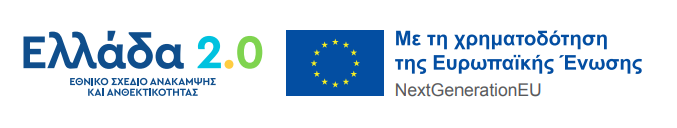 Ελλάδα 2.0
ΕΘΝΙΚΟ ΣΧΕΔΙΟ ΑΝΑΚΑΜΨΗΣ
ΚΑΙ ΑΝΘΕΚΤΙΚΟΤΗΤΑΣ
Με τη χρηματοδότηση
της Ευρωπαϊκής Ένωσης
NextGenerationEU